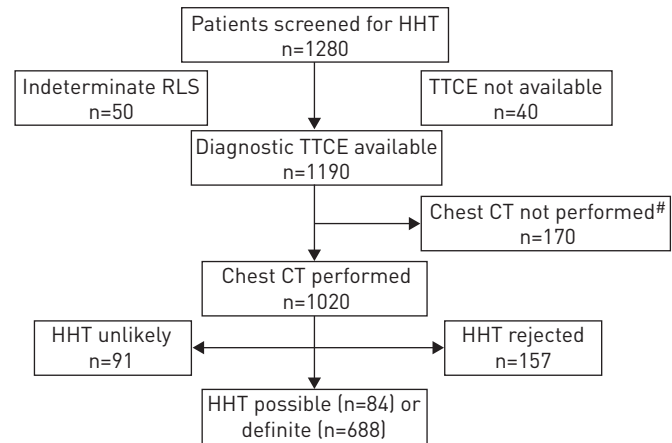 Patients screened for HHT
n=1280
Indeterminate RLS
n=50
TTCE not available
n=40
Diagnostic TTCE available
n=1190
Chest CT not performed#
n=170
Chest CT performed
n=1020
HHT unlikely
n=91
HHT rejected
n=157
HHT possible (n=84) or
definite (n=688)